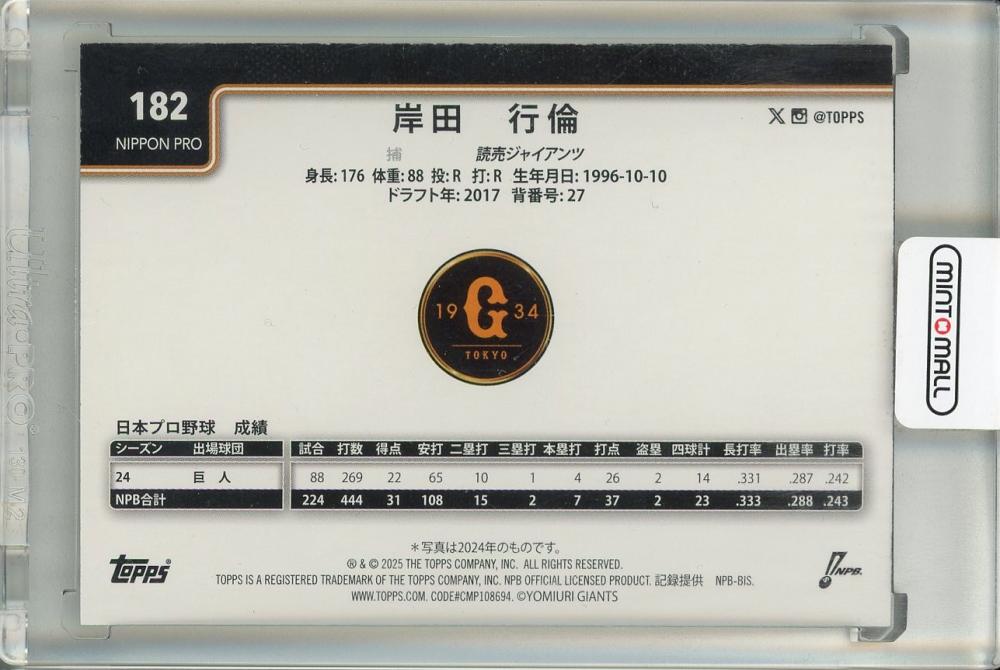 182
NIPPON PRO
岸田 行倫
@TOPPS
捕 読売ジャイアンツ
身長: 176 体重: 88 投: R 打: R 生年月日: 1996-10-10
ドラフト年: 2017 背番号: 27
19 G 34
TOKYO
日本プロ野球 成績
シーズン 出場球団 試合 打数 得点 安打 二塁打 三塁打 本塁打 打点 盗塁 四球計 長打率 出塁率 打率
24 巨人 88 269 22 65 10 1 4 26 2 14 .331 .287 .242
NPB合計 224 444 31 108 15 2 7 37 2 23 .333 .288 .243
＊写真は2024年のものです。
® & © 2025 THE TOPPS COMPANY, INC. ALL RIGHTS RESERVED.
TOPPS IS A REGISTERED TRADEMARK OF THE TOPPS COMPANY, INC. NPB OFFICIAL LICENSED PRODUCT. 記録提供 NPB-BIS.
WWW.TOPPS.COM. CODE#CMP108694. ©YOMIURI GIANTS
Topps®
NPB®
MINT MALL
UltraPRO®